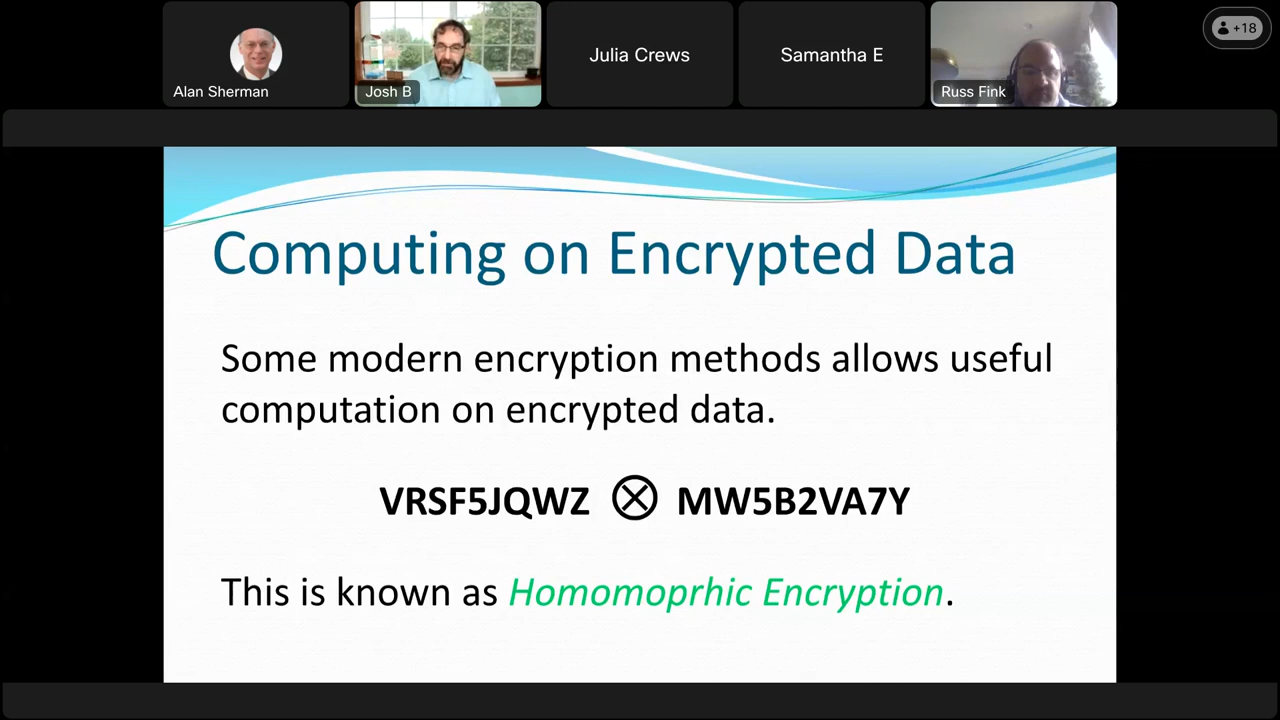 Alan Sherman
Josh B
Julia Crews
Samantha E
Russ Fink
+18
Computing on Encrypted Data
Some modern encryption methods allows useful
computation on encrypted data.
VRSF5JQWZ ⊗ MW5B2VA7Y
This is known as Homomoprhic Encryption.